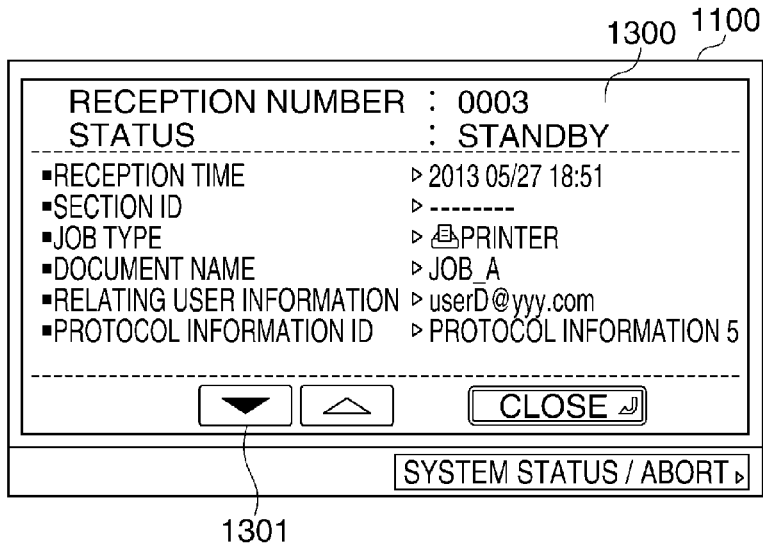 1300 1100
RECEPTION NUMBER : 0003
STATUS : STANDBY
▪RECEPTION TIME ▹ 2013 05/27 18:51
▪SECTION ID ▹ --------
▪JOB TYPE ▹ PRINTER
▪DOCUMENT NAME ▹ JOB_A
▪RELATING USER INFORMATION ▹ userD@yyy.com
▪PROTOCOL INFORMATION ID ▹ PROTOCOL INFORMATION 5
CLOSE
SYSTEM STATUS / ABORT ▹
1301